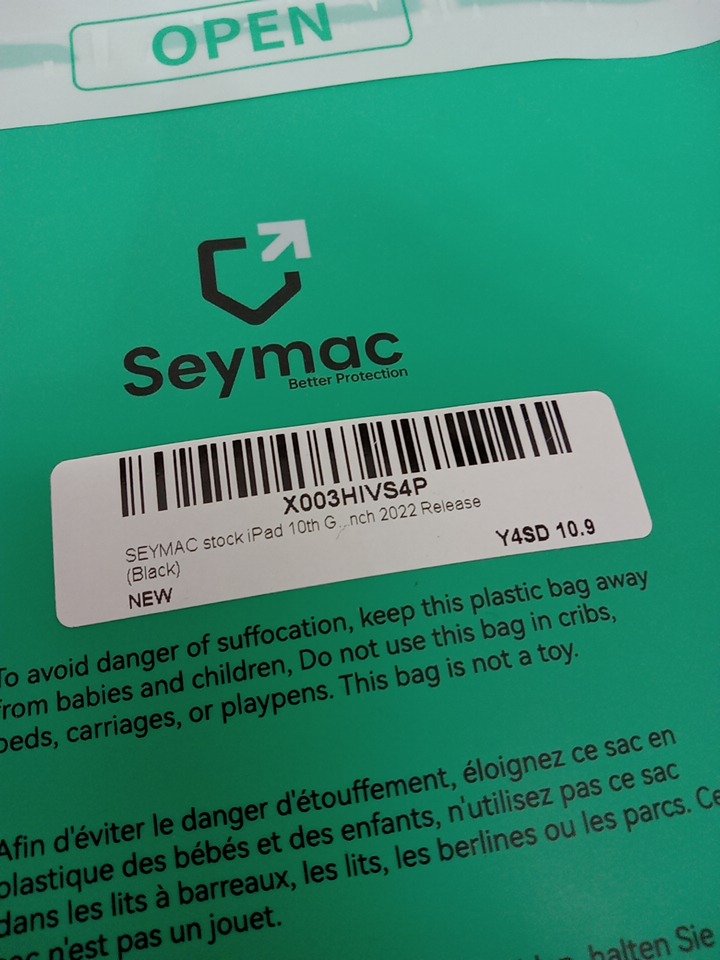 OPEN
Seymac
Better Protection
X003HIVS4P
SEYMAC stock iPad 10th G...nch 2022 Release
(Black)
NEW
Y4SD 10.9
To avoid danger of suffocation, keep this plastic bag away
from babies and children, Do not use this bag in cribs,
beds, carriages, or playpens. This bag is not a toy.
Afin d'éviter le danger d'étouffement, éloignez ce sac en
plastique des bébés et des enfants, n'utilisez pas ce sac
dans les lits à barreaux, les lits, les berlines ou les parcs. Ce
sac n'est pas un jouet.
halten Sie